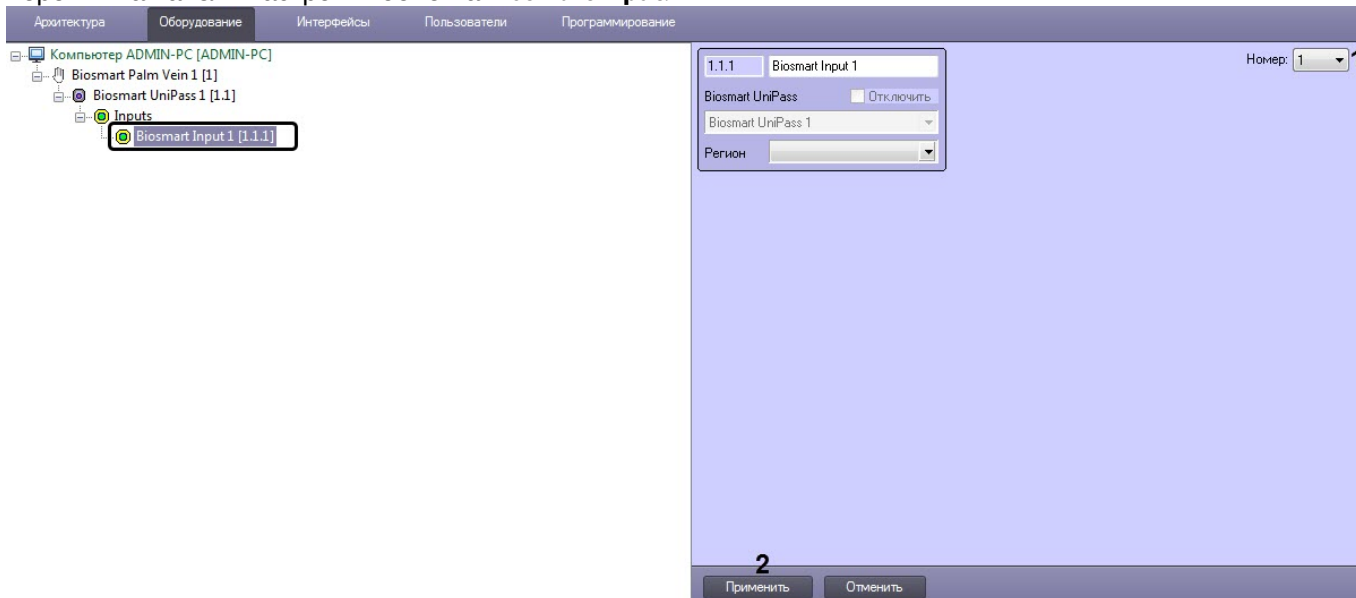 Архитектура Оборудование Интерфейсы Пользователи Программирование
Компьютер ADMIN-PC [ADMIN-PC]
Biosmart Palm Vein 1 [1]
Biosmart UniPass 1 [1.1]
Inputs
Biosmart Input 1 [1.1.1]
1.1.1 Biosmart Input 1
Номер: 1
Biosmart UniPass Отключить
Biosmart UniPass 1
Регион
2
Применить Отменить